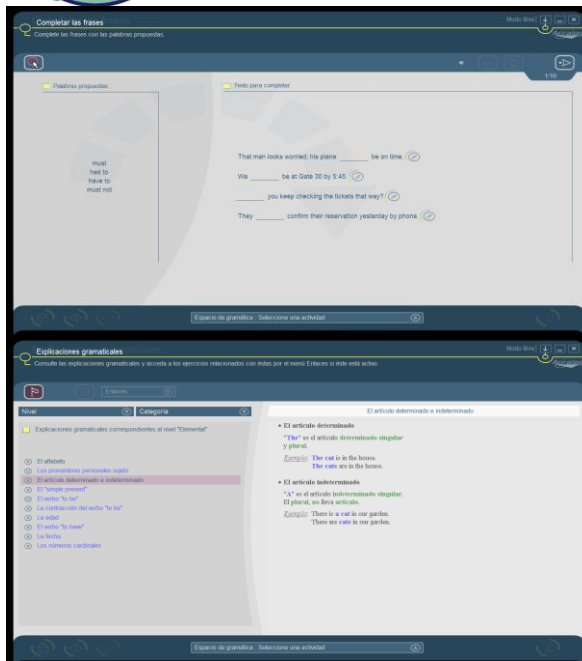 Completar las frases
Modo libre
Complete las frases con las palabras propuestas.
Auralog
1/10
Palabras propuestas:
Texto para completar:
must
had to
have to
must not
That man looks worried: his plane ______ be on time.
We ______ be at Gate 30 by 5:45.
______ you keep checking the tickets that way?
They ______ confirm their reservation yesterday by phone.
Espacio de gramática : Seleccione una actividad
Explicaciones gramaticales
Modo libre
Consulte las explicaciones gramaticales y acceda a los ejercicios relacionados con éstas por el menú Enlaces si éste está activo.
Auralog
Enlaces
Nivel
Categoría
El artículo determinado e indeterminado
Explicaciones gramaticales correspondientes al nivel "Elemental"
El alfabeto
Los pronombres personales sujeto
El artículo determinado e indeterminado
El "simple present"
El verbo "to be"
La contracción del verbo "to be"
La edad
El verbo "to have"
La fecha
Los números cardinales
• El artículo determinado
"The" es el artículo determinado singular
y plural.
Ejemplo: The cat is in the house.
The cats are in the house.
• El artículo indeterminado
"A" es el artículo indeterminado singular.
El plural, no lleva artículo.
Ejemplo: There is a cat in our garden.
There are cats in our garden.
Espacio de gramática : Seleccione una actividad